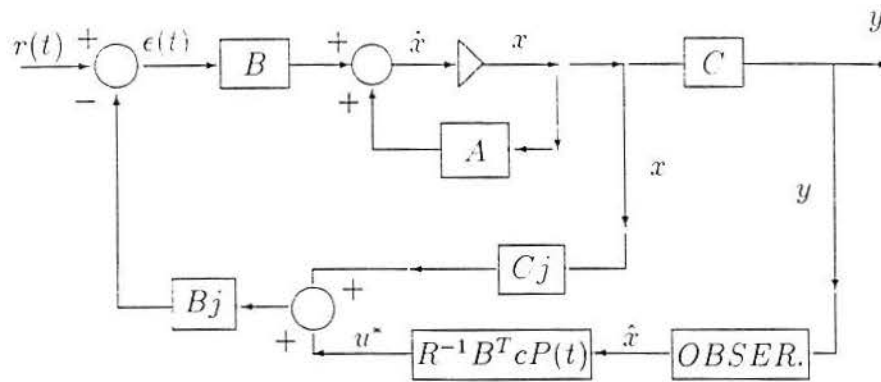 y
r(t) + ϵ(t) B + ẋ x C
− + A x y
Cj
Bj + +
u* R⁻¹BᵀcP(t) x̂ OBSER.